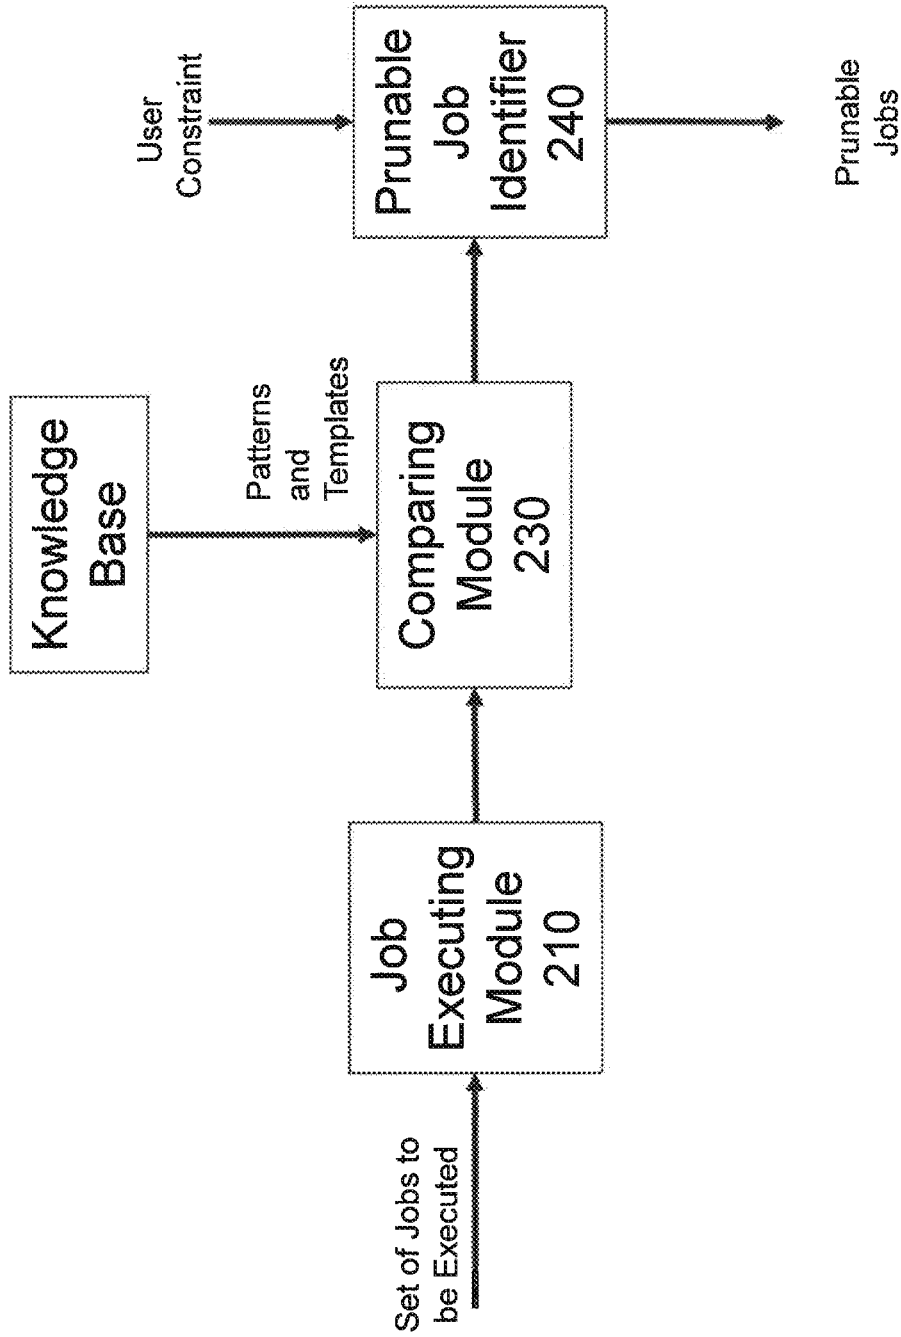 Knowledge
Base
User
Constraint
Patterns
and
Templates
Set of Jobs to
be Executed
Job
Executing
Module
210
Comparing
Module
230
Prunable
Job
Identifier
240
Prunable
Jobs